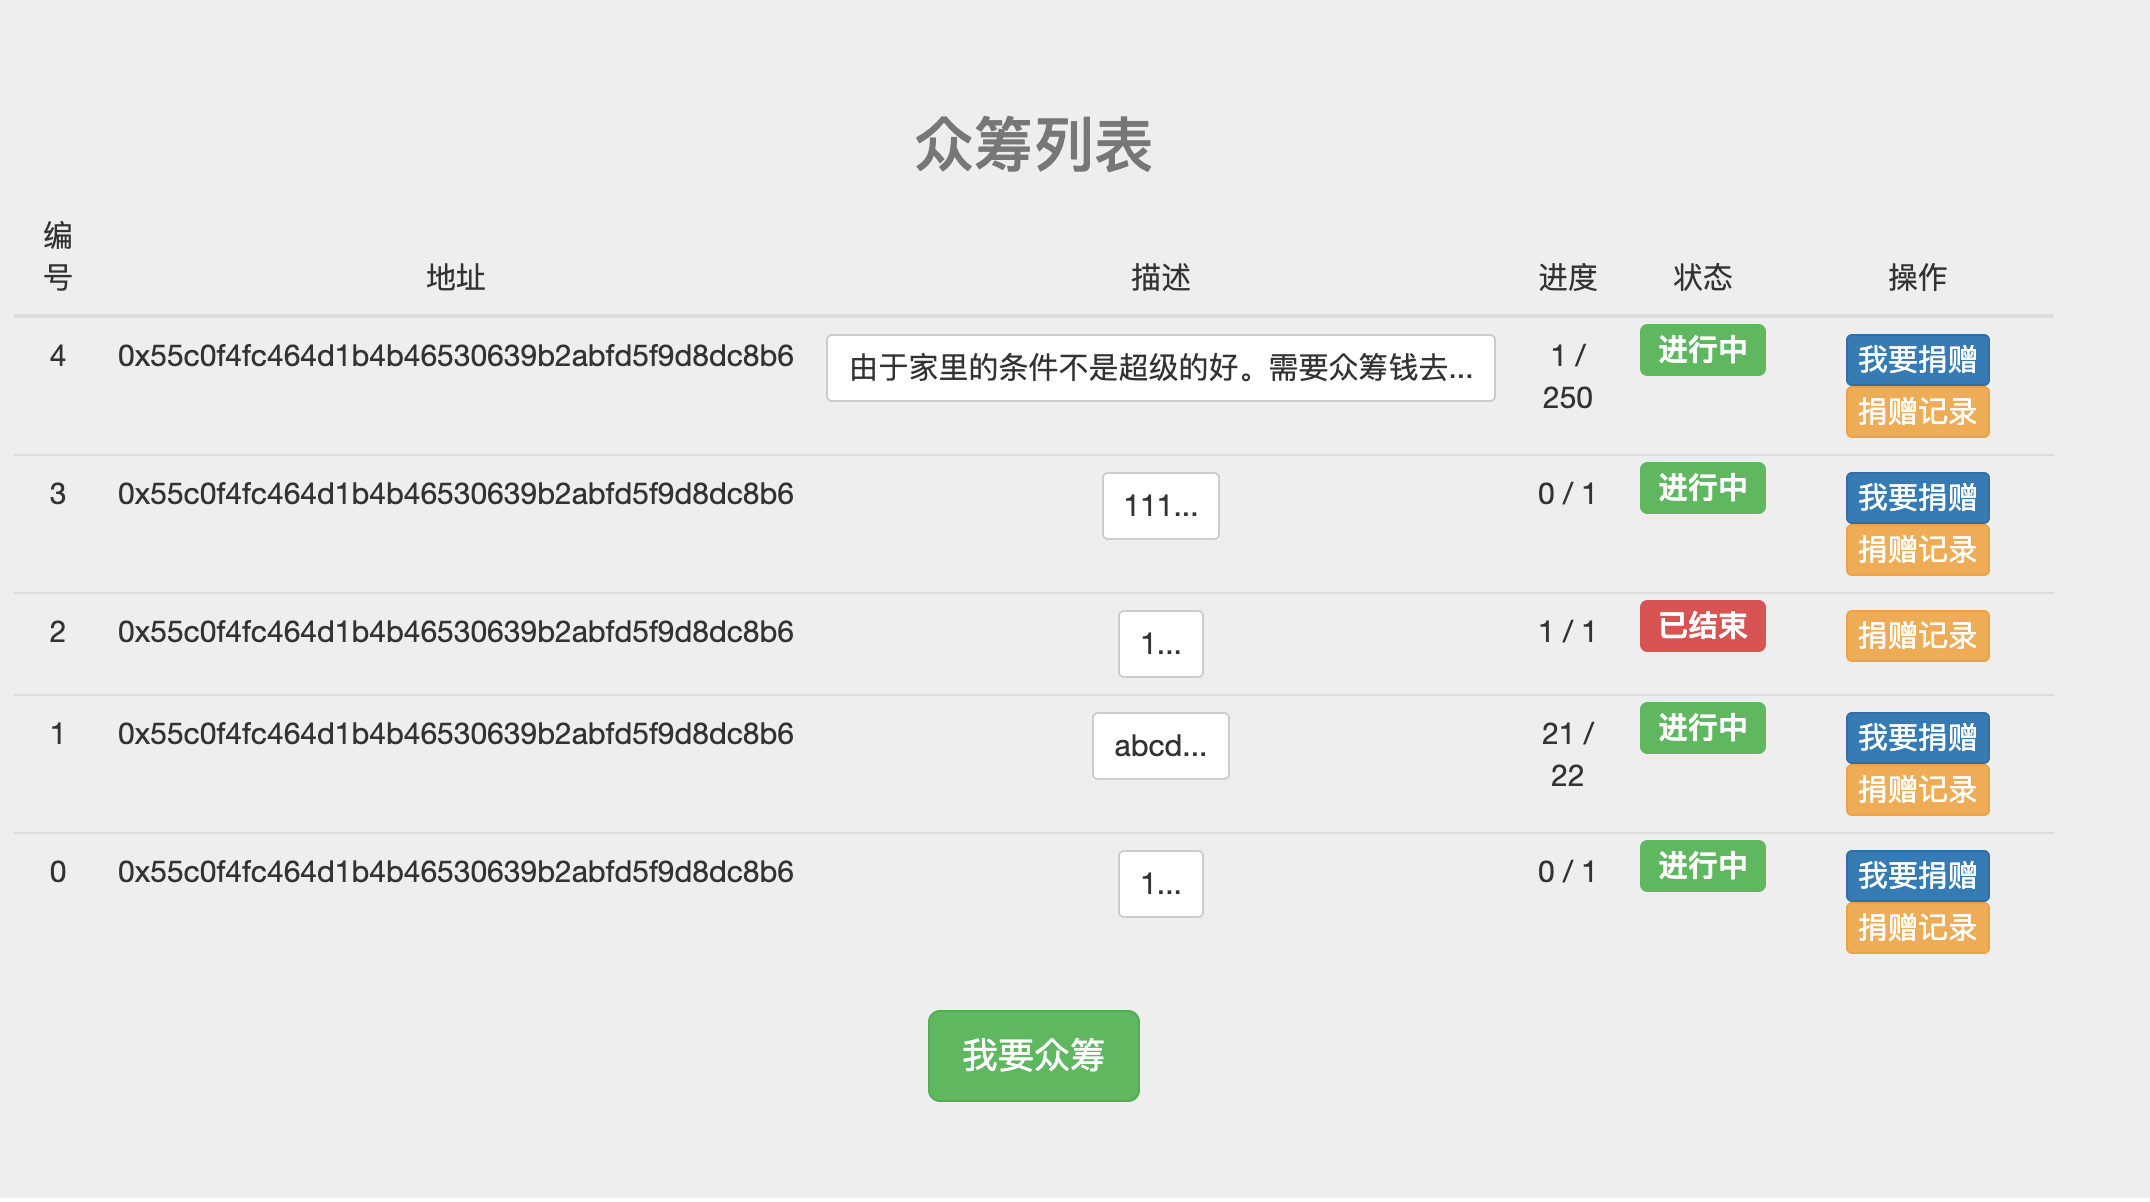 众筹列表
编
号 地址 描述 进度 状态 操作
4 0x55c0f4fc464d1b4b46530639b2abfd5f9d8dc8b6 由于家里的条件不是超级的好。需要众筹钱去... 1 / 进行中 我要捐赠
250 捐赠记录
3 0x55c0f4fc464d1b4b46530639b2abfd5f9d8dc8b6 111... 0 / 1 进行中 我要捐赠
捐赠记录
2 0x55c0f4fc464d1b4b46530639b2abfd5f9d8dc8b6 1... 1 / 1 已结束 捐赠记录
1 0x55c0f4fc464d1b4b46530639b2abfd5f9d8dc8b6 abcd... 21 / 进行中 我要捐赠
22 捐赠记录
0 0x55c0f4fc464d1b4b46530639b2abfd5f9d8dc8b6 1... 0 / 1 进行中 我要捐赠
捐赠记录
我要众筹